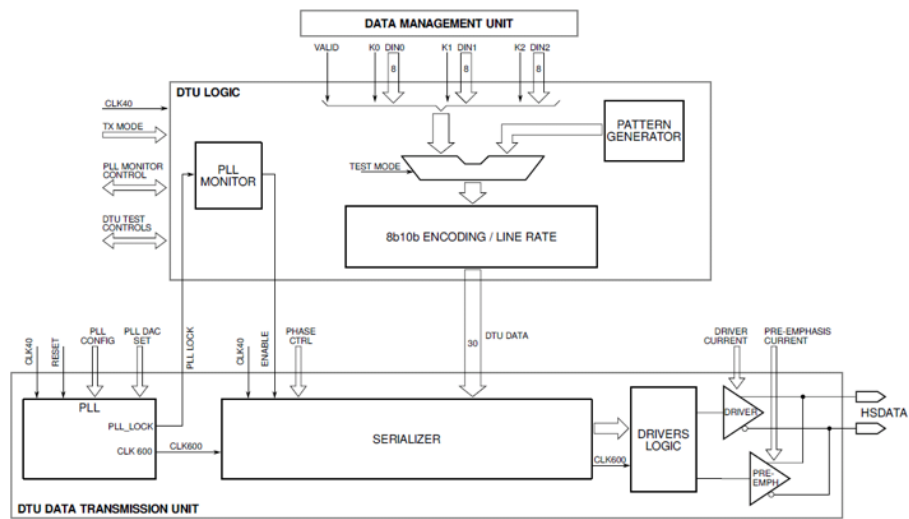 DATA MANAGEMENT UNIT
VALID
K0
DIN0
K1
DIN1
K2
DIN2
8
8
8
DTU LOGIC
CLK40
TX MODE
PLL MONITOR
CONTROL
DTU TEST
CONTROLS
PLL
MONITOR
PATTERN
GENERATOR
TEST MODE
8b10b ENCODING / LINE RATE
CLK40
RESET
PLL
CONFIG
PLL DAC
SET
PLL LOCK
CLK40
ENABLE
PHASE
CTRL
30
DTU DATA
DRIVER
CURRENT
PRE-EMPHASIS
CURRENT
PLL
PLL_LOCK
CLK 600
CLK600
SERIALIZER
CLK600
DRIVERS
LOGIC
DRIVER
PRE-
EMPH
HSDATA
DTU DATA TRANSMISSION UNIT